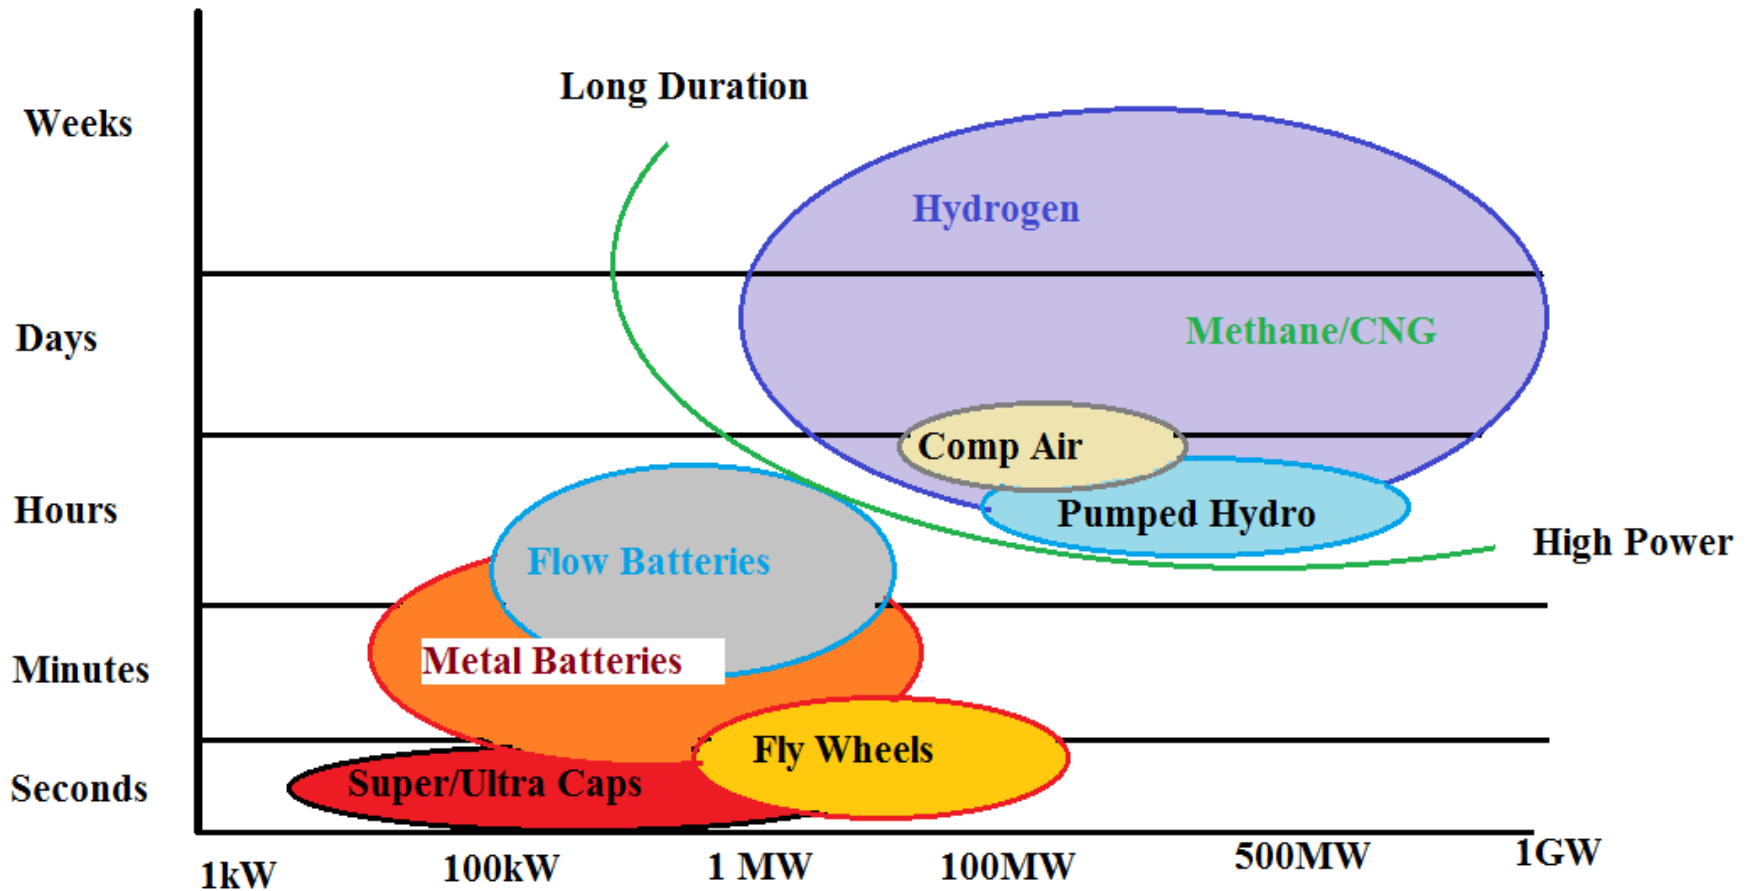 Long Duration
Weeks
Hydrogen
Days
Methane/CNG
Comp Air
Hours
Pumped Hydro
High Power
Flow Batteries
Minutes
Metal Batteries
Fly Wheels
Seconds
Super/Ultra Caps
1kW
100kW
1 MW
100MW
500MW
1GW